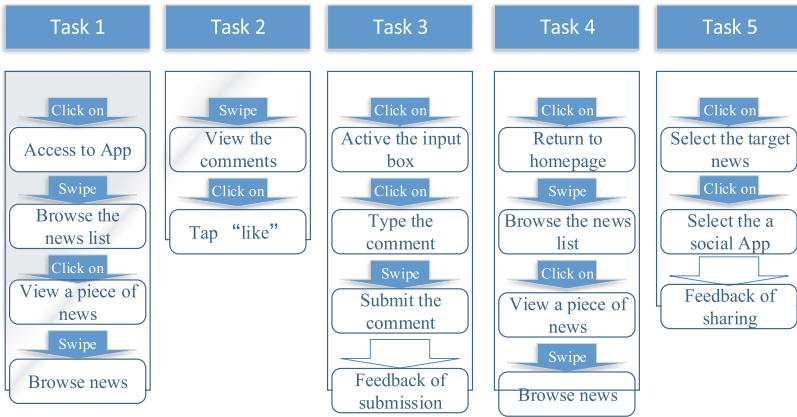 Task 1
Click on
Access to App
Swipe
Browse the
news list
Click on
View a piece of
news
Swipe
Browse news
Task 2
Swipe
View the
comments
Click on
Tap “like”
Task 3
Click on
Active the input
box
Click on
Type the
comment
Swipe
Submit the
comment
Feedback of
submission
Task 4
Click on
Return to
homepage
Swipe
Browse the news
list
Click on
View a piece of
news
Swipe
Browse news
Task 5
Click on
Select the target
news
Click on
Select the a
social App
Feedback of
sharing